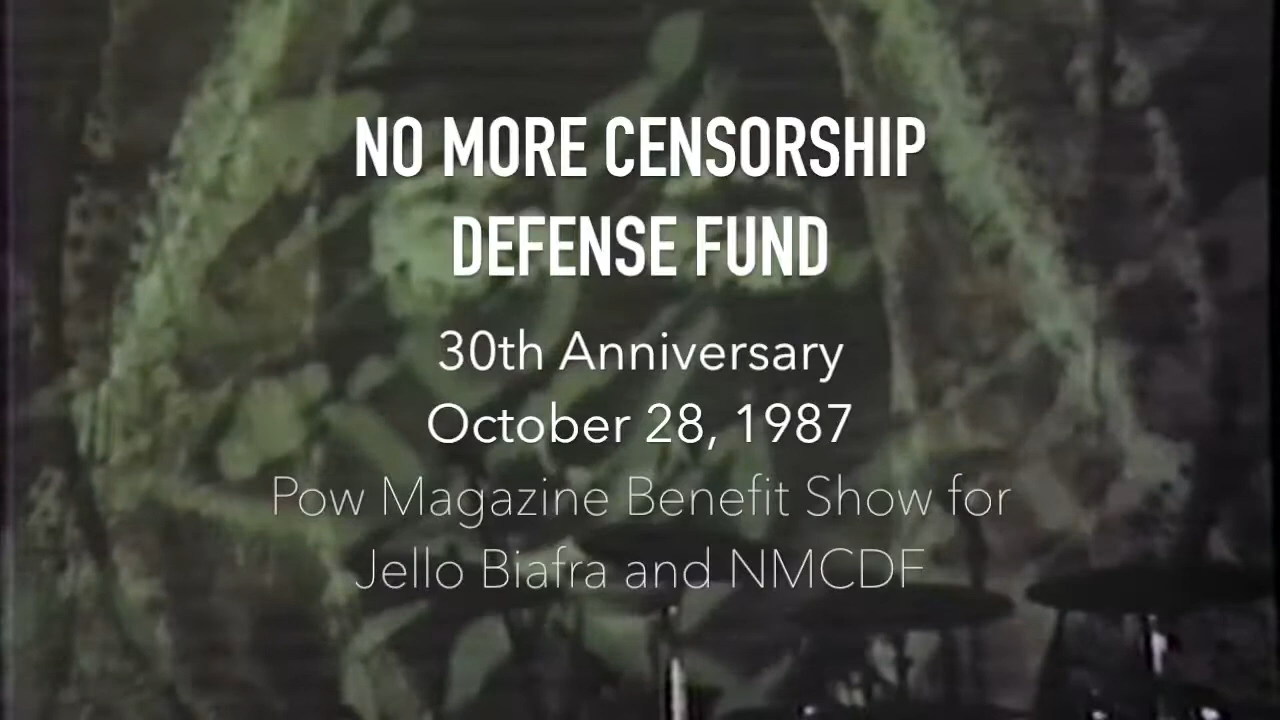 NO MORE CENSORSHIP
DEFENSE FUND
30th Anniversary
October 28, 1987
Pow Magazine Benefit Show for
Jello Biafra and NMCDF